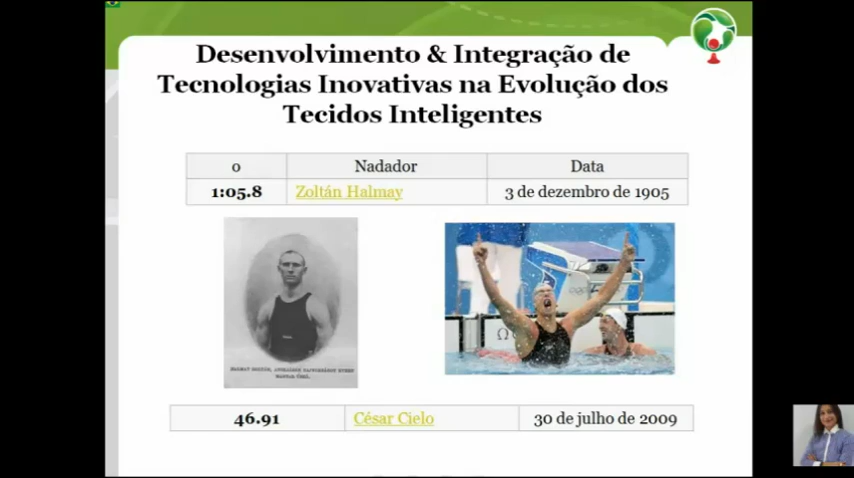 Desenvolvimento & Integração de
Tecnologias Inovativas na Evolução dos
Tecidos Inteligentes
o Nadador Data
1:05.8 Zoltán Halmay 3 de dezembro de 1905
46.91 César Cielo 30 de julho de 2009